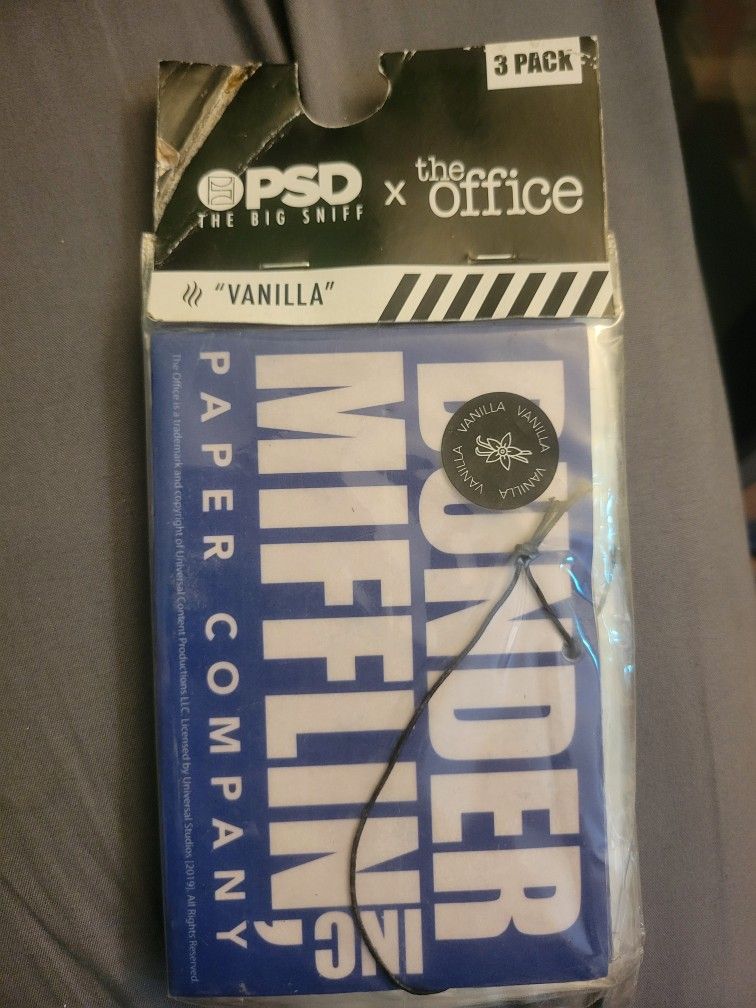 3 PACK
PSD
THE BIG SNIFF
x
the office
"VANILLA"
VANILLA VANILLA VANILLA VANILLA
DUNDER
MIFFLIN, INC
PAPER COMPANY
The Office is a trademark and copyright of Universal Content Productions LLC. Licensed by Universal Studios [2019]. All Rights Reserved.